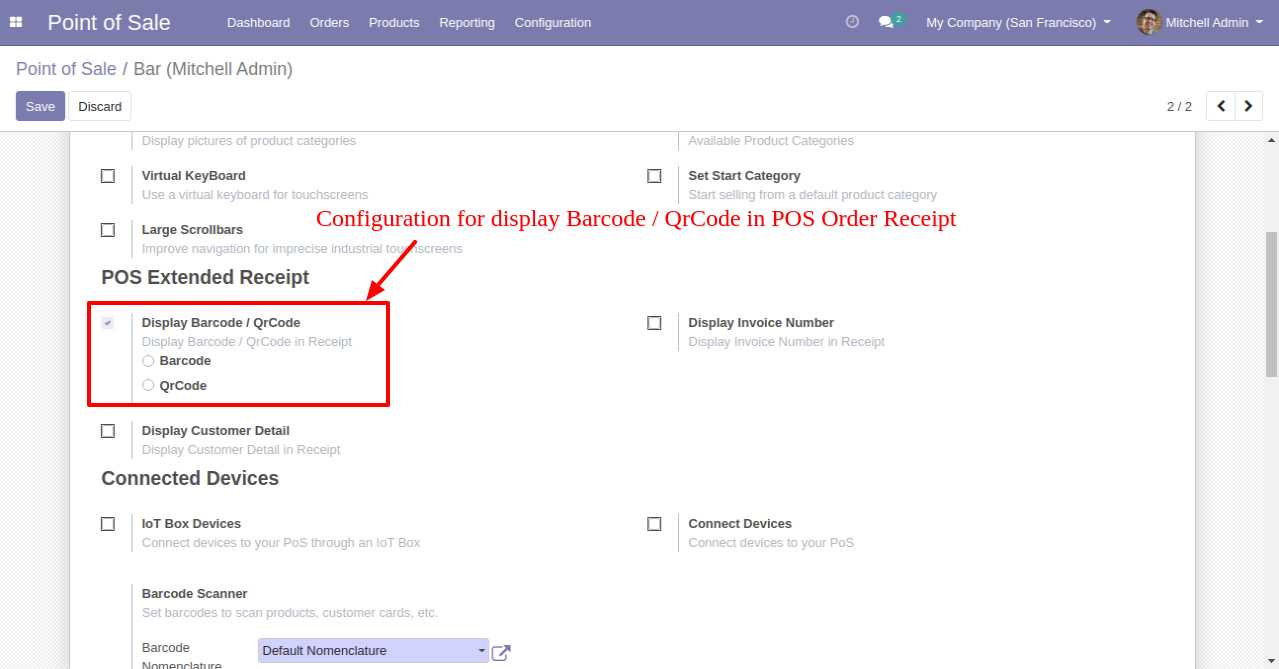 Point of Sale Dashboard Orders Products Reporting Configuration 2 My Company (San Francisco) Mitchell Admin
Point of Sale / Bar (Mitchell Admin)
Save Discard 2 / 2
Display pictures of product categories Available Product Categories
Virtual KeyBoard Set Start Category
Use a virtual keyboard for touchscreens Start selling from a default product category
Configuration for display Barcode / QrCode in POS Order Receipt
Large Scrollbars
Improve navigation for imprecise industrial touchscreens
POS Extended Receipt
Display Barcode / QrCode Display Invoice Number
Display Barcode / QrCode in Receipt Display Invoice Number in Receipt
Barcode
QrCode
Display Customer Detail
Display Customer Detail in Receipt
Connected Devices
IoT Box Devices Connect Devices
Connect devices to your PoS through an IoT Box Connect devices to your PoS
Barcode Scanner
Set barcodes to scan products, customer cards, etc.
Barcode Default Nomenclature
Nomenclature